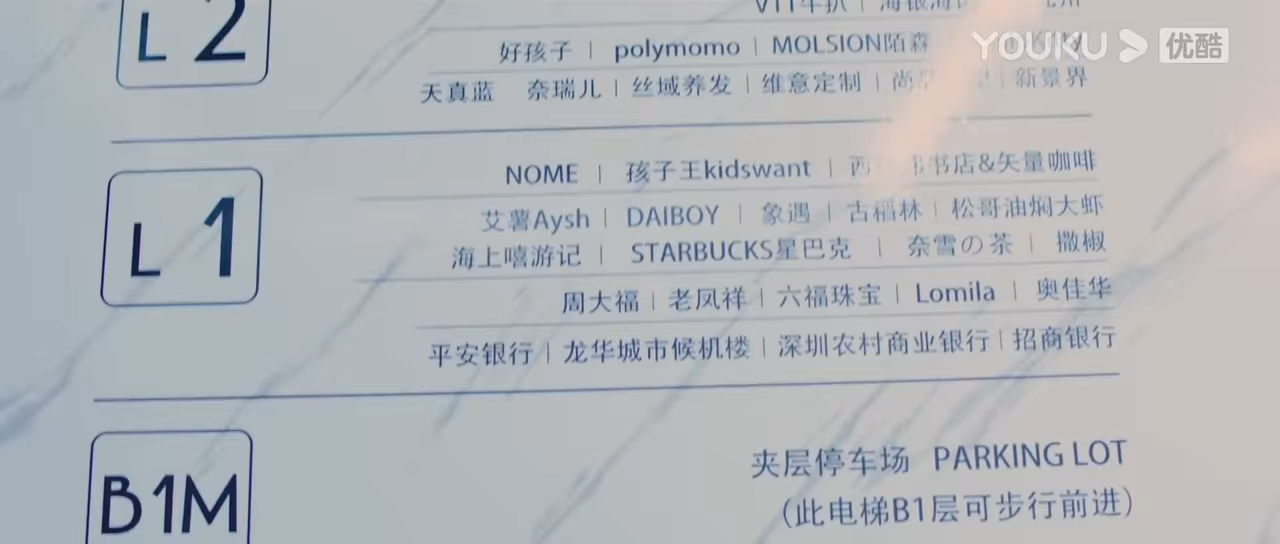 YOUKU 优酷
L2
好孩子 | polymomo | MOLSION陌森
天真蓝 奈瑞儿 | 丝域养发 | 维意定制 | 尚 | 新景界
L1
NOME | 孩子王kidswant | 西 书店&矢量咖啡
艾薯Aysh | DAIBOY | 象遇 | 古稻林 | 松哥油焖大虾
海上嘻游记 | STARBUCKS星巴克 | 奈雪の茶 | 撒椒
周大福 | 老凤祥 | 六福珠宝 | Lomila | 奥佳华
平安银行 | 龙华城市候机楼 | 深圳农村商业银行 | 招商银行
B1M
夹层停车场 PARKING LOT
(此电梯B1层可步行前进)